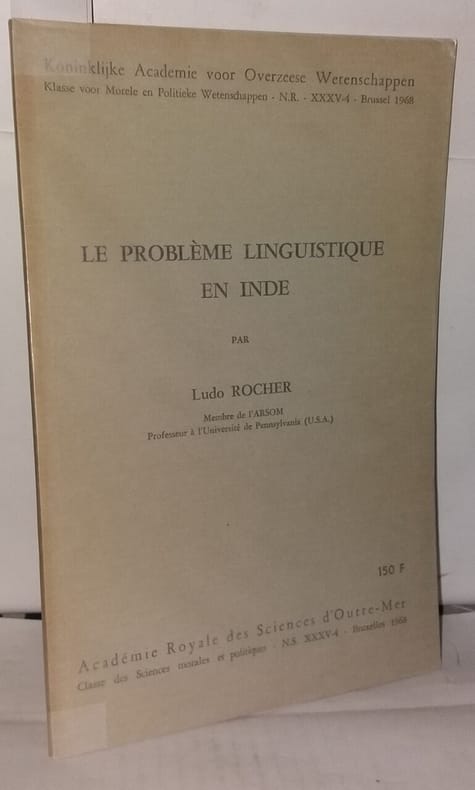 Koninklijke Academie voor Overzeese Wetenschappen
Klasse voor Morele en Politieke Wetenschappen - N.R. - XXXV-4 - Brussel 1968
LE PROBLÈME LINGUISTIQUE
EN INDE
PAR
Ludo ROCHER
Membre de l'ARSOM
Professeur à l'Université de Pennsylvania (U.S.A.)
150 F
Académie Royale des Sciences d'Outre-Mer
Classe des Sciences morales et politiques - N.S. XXXV-4 - Bruxelles 1968